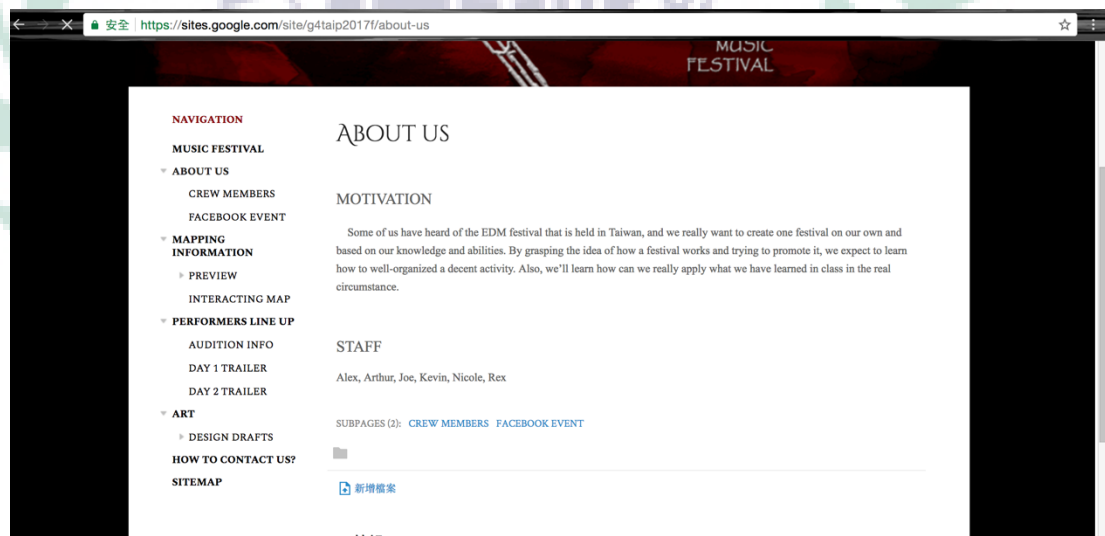 安全 https://sites.google.com/site/g4taip2017f/about-us
MUSIC
FESTIVAL
NAVIGATION
MUSIC FESTIVAL
ABOUT US
CREW MEMBERS
FACEBOOK EVENT
MAPPING
INFORMATION
PREVIEW
INTERACTING MAP
PERFORMERS LINE UP
AUDITION INFO
DAY 1 TRAILER
DAY 2 TRAILER
ART
DESIGN DRAFTS
HOW TO CONTACT US?
SITEMAP
ABOUT US
MOTIVATION
Some of us have heard of the EDM festival that is held in Taiwan, and we really want to create one festival on our own and
based on our knowledge and abilities. By grasping the idea of how a festival works and trying to promote it, we expect to learn
how to well-organized a decent activity. Also, we'll learn how can we really apply what we have learned in class in the real
circumstance.
STAFF
Alex, Arthur, Joe, Kevin, Nicole, Rex
SUBPAGES (2): CREW MEMBERS FACEBOOK EVENT
新增檔案